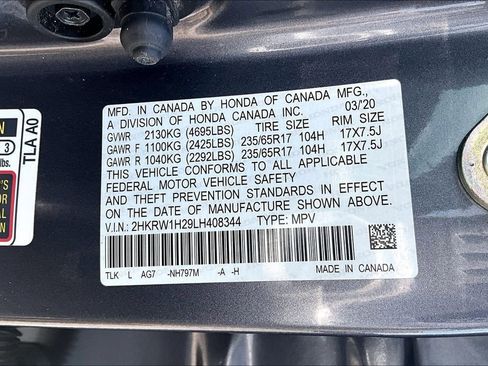 MFD. IN CANADA BY HONDA OF CANADA MFG.,
A DIVISION OF HONDA CANADA INC. 03/20
GVWR 2130KG (4695LBS) TIRE SIZE RIM SIZE
GAWR F 1100KG (2425LBS) 235/65R17 104H 17X7.5J
GAWR R 1040KG (2292LBS) 235/65R17 104H 17X7.5J
THIS VEHICLE CONFORMS TO ALL APPLICABLE
FEDERAL MOTOR VEHICLE SAFETY
AND THEFT PREVENTION STANDARDS IN EFFECT
ON THE DATE OF MANUFACTURE SHOWN ABOVE.
V.I.N.: 2HKRW1H29LH408344 TYPE: MPV
TLK L AG7 -NH797M -A -H MADE IN CANADA
TLA A0
3
lbs.